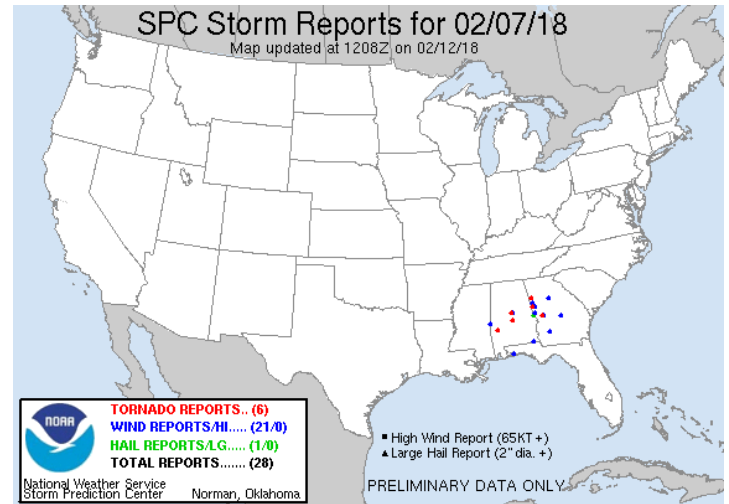 SPC Storm Reports for 02/07/18
Map updated at 1208Z on 02/12/18
NOAA
TORNADO REPORTS.. (6)
WIND REPORTS/HI..... (21/0)
HAIL REPORTS/LG..... (1/0)
TOTAL REPORTS....... (28)
National Weather Service
Storm Prediction Center Norman, Oklahoma
■ High Wind Report (65KT +)
▲ Large Hail Report (2" dia. +)
PRELIMINARY DATA ONLY